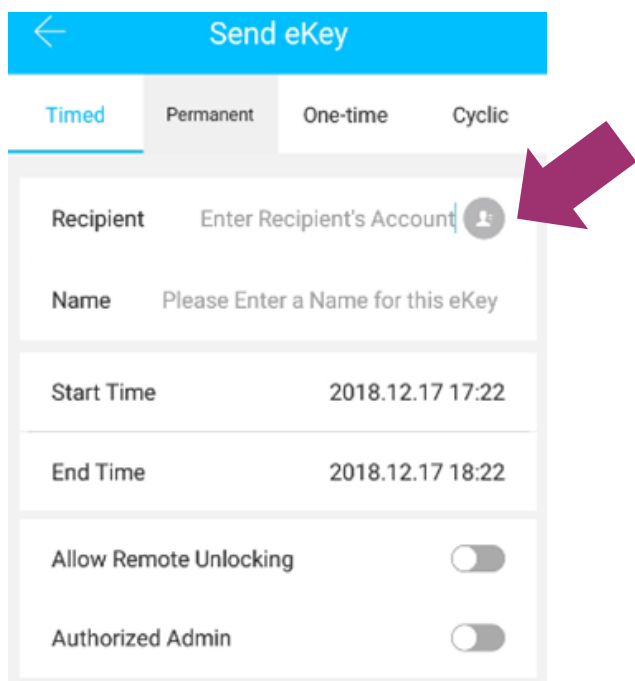 Send eKey
Timed Permanent One-time Cyclic
Recipient Enter Recipient's Account
Name Please Enter a Name for this eKey
Start Time 2018.12.17 17:22
End Time 2018.12.17 18:22
Allow Remote Unlocking
Authorized Admin